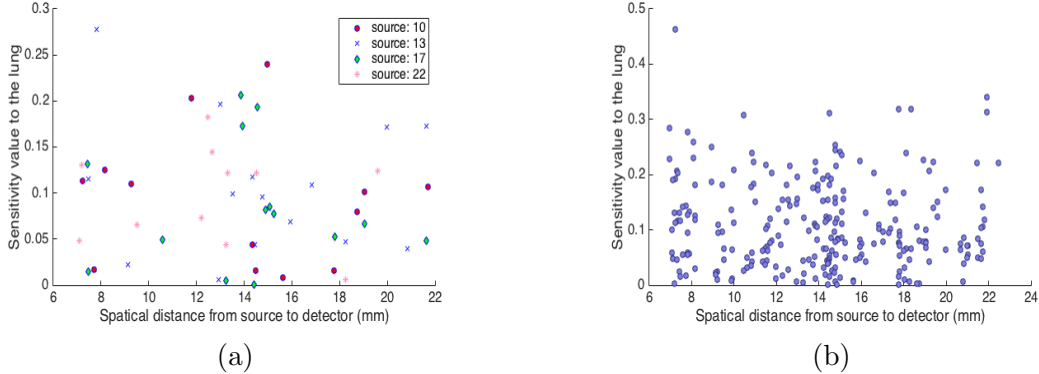 0.3
0.25
0.2
0.15
0.1
0.05
0
6 8 10 12 14 16 18 20 22
Sensitivity value to the lung
Spatical distance from source to detector (mm)
source: 10
source: 13
source: 17
source: 22
(a)
0.5
0.4
0.3
0.2
0.1
0
6 8 10 12 14 16 18 20 22 24
Sensitivity value to the lung
Spatical distance from source to detector (mm)
(b)